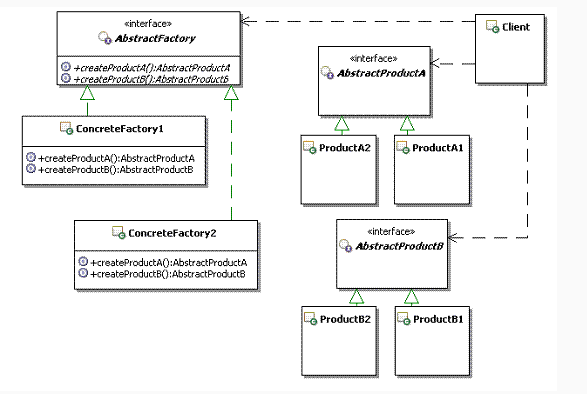 «interface»
AbstractFactory
+createProductA():AbstractProductA
+createProductB():AbstractProductB
Client
«interface»
AbstractProductA
ConcreteFactory1
+createProductA():AbstractProductA
+createProductB():AbstractProductB
ProductA2
ProductA1
ConcreteFactory2
+createProductA():AbstractProductA
+createProductB():AbstractProductB
«interface»
AbstractProductB
ProductB2
ProductB1